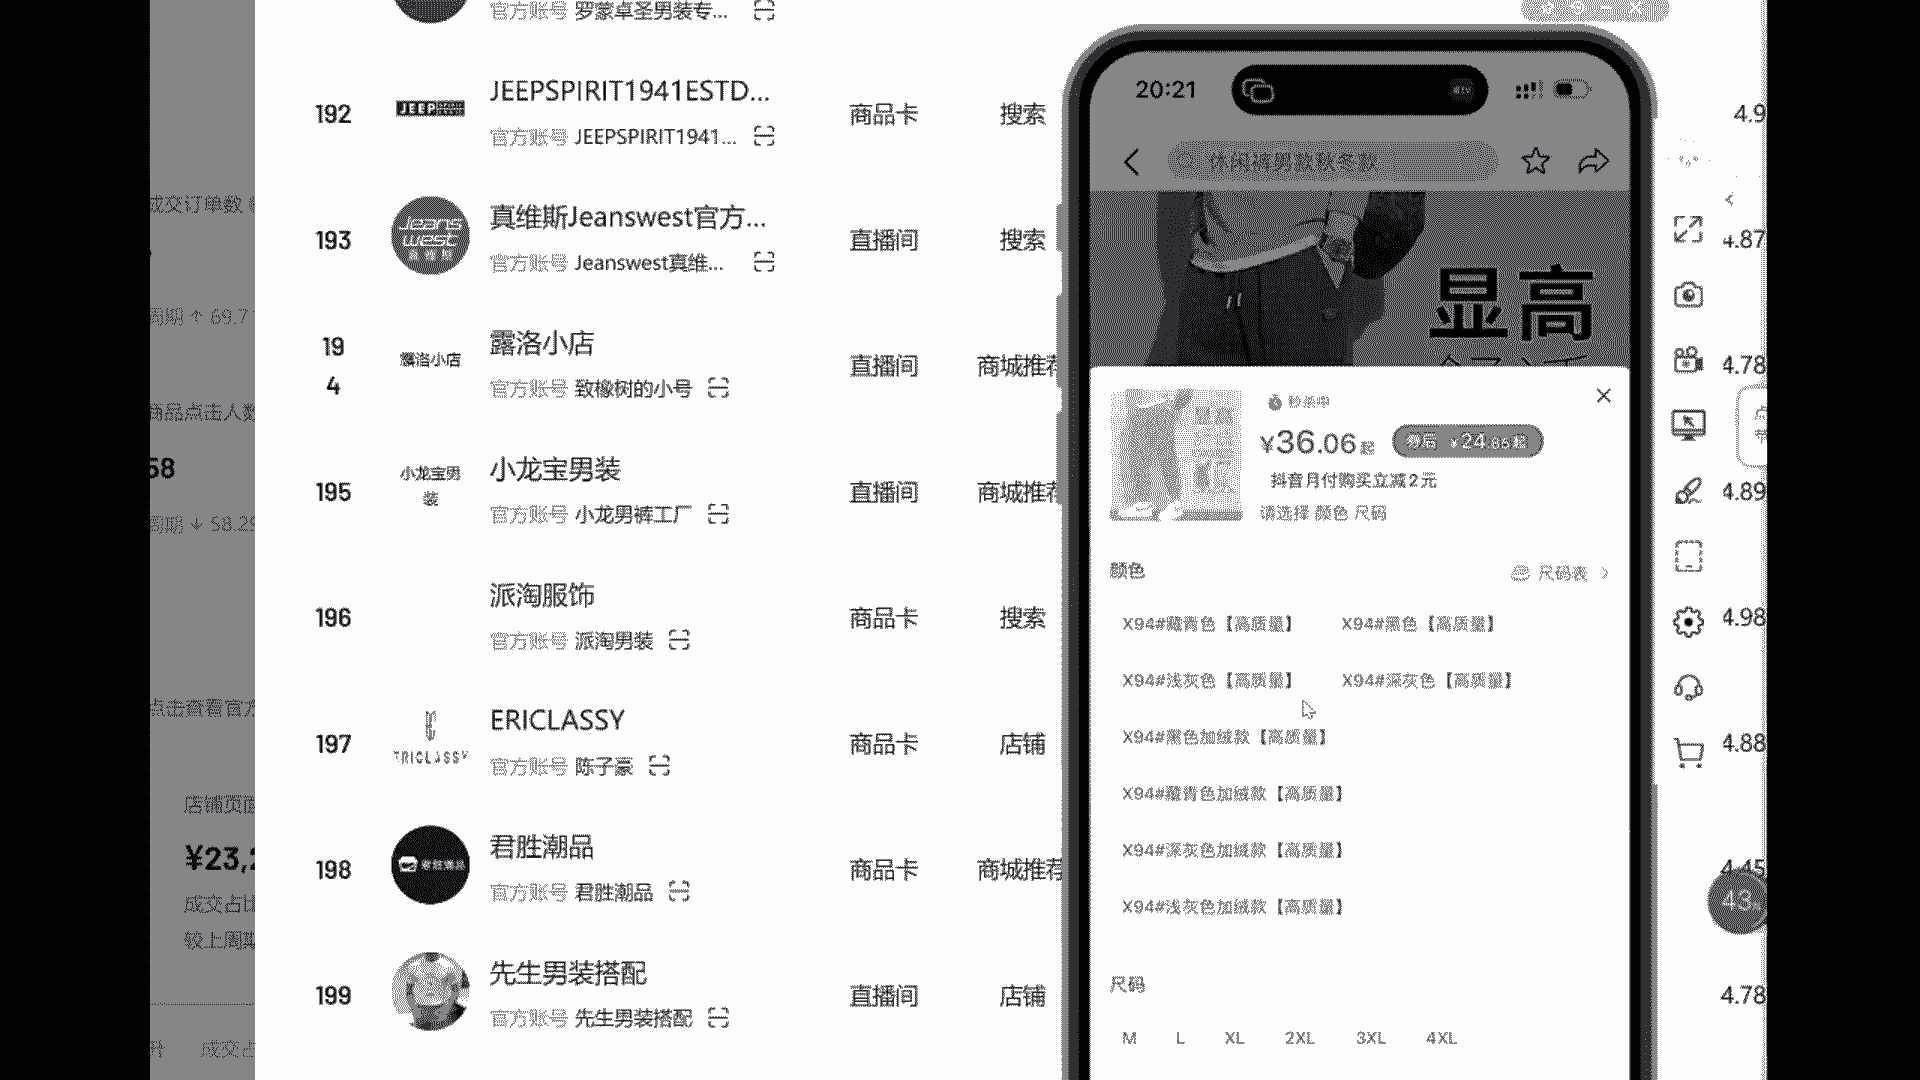 官方账号 罗蒙卓圣男装专...
192
JEEP
JEEPSPIRIT1941ESTD...
官方账号 JEEPSPIRIT1941...
商品卡
搜索
4.9
193
Jeans west
真维斯
真维斯Jeanswest官方...
官方账号 Jeanswest真维...
直播间
搜索
4.87
194
露洛小店
露洛小店
官方账号 致橡树的小号
直播间
商城推荐
4.78
195
小龙宝男装
小龙宝男装
官方账号 小龙男裤工厂
直播间
商城推荐
4.89
196
派淘服饰
官方账号 派淘男装
商品卡
搜索
4.98
197
ERICLASSY
ERICLASSY
官方账号 陈子豪
商品卡
店铺
4.88
198
君胜潮品
君胜潮品
官方账号 君胜潮品
商品卡
商城推荐
4.45
199
先生男装搭配
官方账号 先生男装搭配
直播间
店铺
4.78
成交订单数
周期 ↑ 69.7
商品点击人数
58
周期 ↓ 58.29
点击查看官方
店铺页面
¥23,2
成交占比
较上周期
升
成交占
20:21
休闲裤男款秋冬款
显高
秒杀中
¥36.06起
券后 ¥24.85起
抖音月付购买立减2元
请选择 颜色 尺码
颜色
尺码表
X94#藏青色【高质量】
X94#黑色【高质量】
X94#浅灰色【高质量】
X94#深灰色【高质量】
X94#黑色加绒款【高质量】
X94#藏青色加绒款【高质量】
X94#深灰色加绒款【高质量】
X94#浅灰色加绒款【高质量】
尺码
M L XL 2XL 3XL 4XL
43